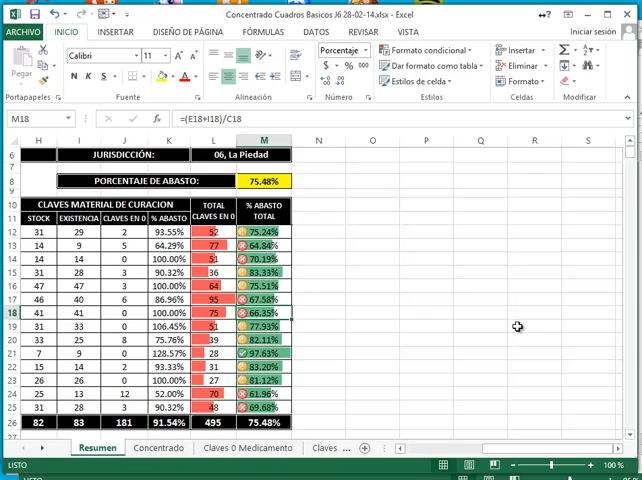 Concentrado Cuadros Basicos J6 28-02-14.xlsx - Excel
ARCHIVO INICIO INSERTAR DISEÑO DE PÁGINA FÓRMULAS DATOS REVISAR VISTA Iniciar sesión
Pegar
Calibri 11
N K S
Porcentaje
$ % 000
Formato condicional
Dar formato como tabla
Estilos de celda
Insertar
Eliminar
Formato
Portapapeles Fuente Alineación Número Estilos Celdas Modificar
M18 fx =(E18+I18)/C18
H I J K L M N O P Q R S
6 JURISDICCIÓN: 06, La Piedad
7
8 PORCENTAJE DE ABASTO: 75.48%
9
10 CLAVES MATERIAL DE CURACION TOTAL % ABASTO
11 STOCK EXISTENCIA CLAVES EN 0 % ABASTO CLAVES EN 0 TOTAL
12 31 29 2 93.55% 52 75.24%
13 14 9 5 64.29% 77 64.84%
14 14 14 0 100.00% 51 70.19%
15 31 28 3 90.32% 36 83.33%
16 47 47 3 100.00% 64 75.51%
17 46 40 6 86.96% 95 67.58%
18 41 41 0 100.00% 75 66.35%
19 31 33 0 106.45% 51 77.93%
20 33 25 8 75.76% 39 82.11%
21 7 9 0 128.57% 28 97.63%
22 15 14 2 93.33% 31 83.20%
23 26 26 0 100.00% 27 81.12%
24 25 13 12 52.00% 70 61.96%
25 31 28 3 90.32% 48 69.68%
26 82 83 181 91.54% 495 75.48%
27
Resumen Concentrado Claves 0 Medicamento Claves ...
LISTO 100 %